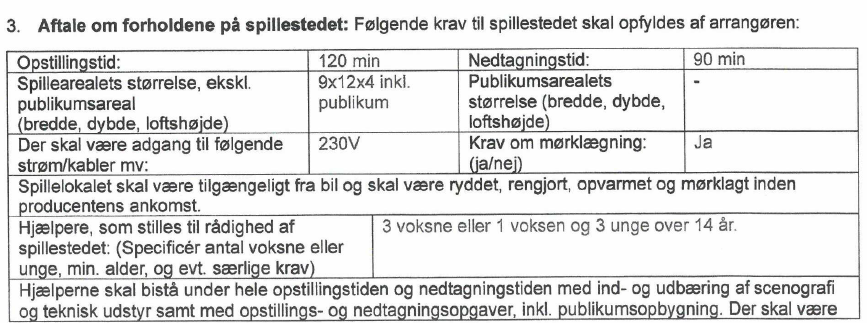 3. Aftale om forholdene på spillestedet: Følgende krav til spillestedet skal opfyldes af arrangøren:
Opstillingstid: 120 min Nedtagningstid: 90 min
Spillearealets størrelse, ekskl. publikumsareal (bredde, dybde, loftshøjde)
9x12x4 inkl. publikum
Publikumsarealets størrelse (bredde, dybde, loftshøjde)
-
Der skal være adgang til følgende strøm/kabler mv:
230V
Krav om mørklægning: (ja/nej)
Ja
Spillelokalet skal være tilgængeligt fra bil og skal være ryddet, rengjort, opvarmet og mørklagt inden
producentens ankomst.
Hjælpere, som stilles til rådighed af
spillestedet: (Specificér antal voksne eller
unge, min. alder, og evt. særlige krav)
3 voksne eller 1 voksen og 3 unge over 14 år.
Hjælperne skal bistå under hele opstillingstiden og nedtagningstiden med ind- og udbæring af scenografi
og teknisk udstyr samt med opstillings- og nedtagningsopgaver, inkl. publikumsopbygning. Der skal være